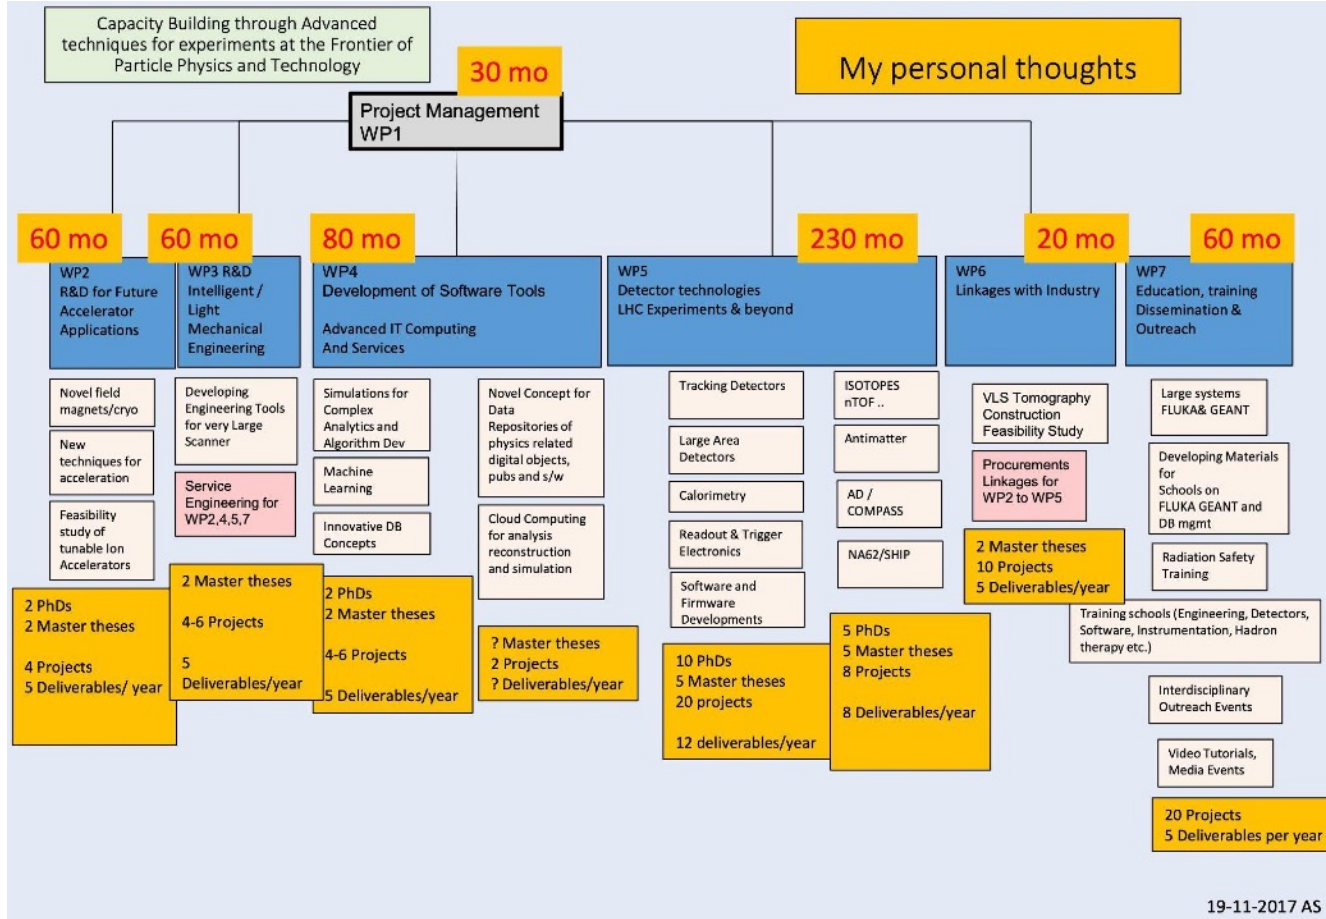 Capacity Building through Advanced
techniques for experiments at the Frontier of
Particle Physics and Technology
30 mo
My personal thoughts
Project Management
WP1
60 mo
60 mo
80 mo
230 mo
20 mo
60 mo
WP2
R&D for Future
Accelerator
Applications
WP3 R&D
Intelligent /
Light
Mechanical
Engineering
WP4
Development of Software Tools
Advanced IT Computing
And Services
WP5
Detector technologies
LHC Experiments & beyond
WP6
Linkages with Industry
WP7
Education, training
Dissemination &
Outreach
Novel field
magnets/cryo
New
techniques for
acceleration
Feasibility
study of
tunable Ion
Accelerators
2 PhDs
2 Master theses
4 Projects
5 Deliverables/ year
Developing
Engineering Tools
for very Large
Scanner
Service
Engineering for
WP2,4,5,7
2 Master theses
4-6 Projects
5
Deliverables/year
Simulations for
Complex
Analytics and
Algorithm Dev
Machine
Learning
Innovative DB
Concepts
2 PhDs
2 Master theses
4-6 Projects
5 Deliverables/year
Novel Concept for
Data
Repositories of
physics related
digital objects,
pubs and s/w
Cloud Computing
for analysis
reconstruction
and simulation
? Master theses
2 Projects
? Deliverables/year
Tracking Detectors
Large Area
Detectors
Calorimetry
Readout & Trigger
Electronics
Software and
Firmware
Developments
10 PhDs
5 Master theses
20 projects
12 deliverables/year
ISOTOPES
nTOF ..
Antimatter
AD /
COMPASS
NA62/SHIP
5 PhDs
5 Master theses
8 Projects
8 Deliverables/year
VLS Tomography
Construction
Feasibility Study
Procurements
Linkages for
WP2 to WP5
2 Master theses
10 Projects
5 Deliverables/year
Large systems
FLUKA& GEANT
Developing Materials
for
Schools on
FLUKA GEANT and
DB mgmt
Radiation Safety
Training
Training schools (Engineering, Detectors,
Software, Instrumentation, Hadron
therapy etc.)
Interdisciplinary
Outreach Events
Video Tutorials,
Media Events
20 Projects
5 Deliverables per year
19-11-2017 AS